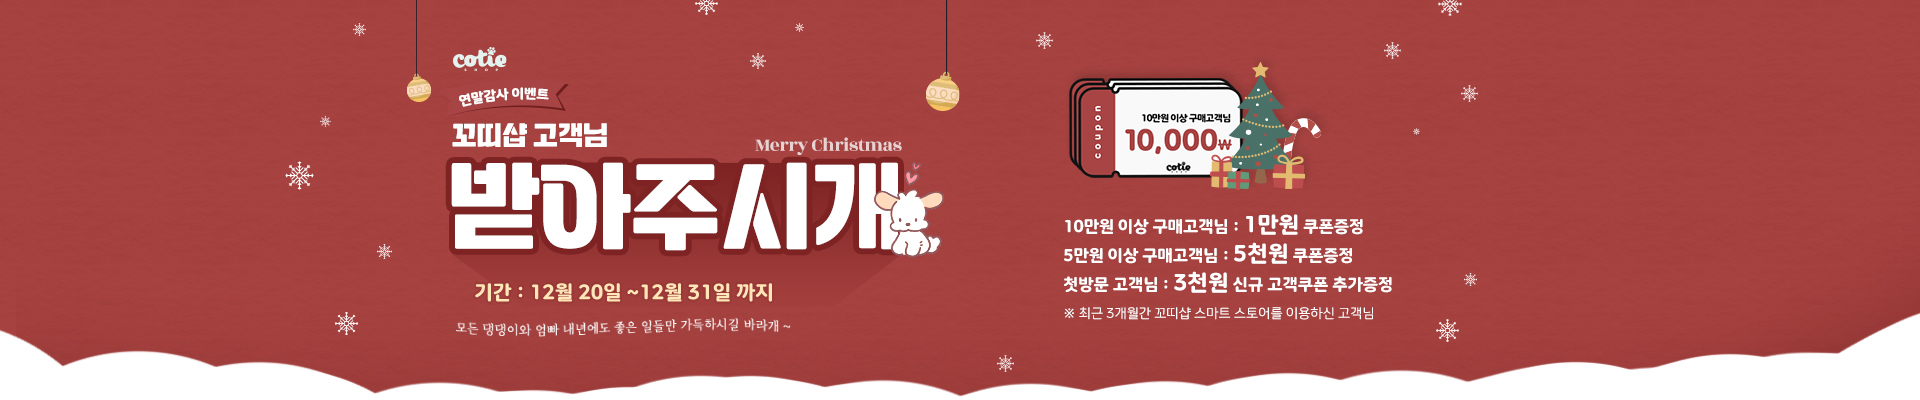 cotie
SHOP
연말감사 이벤트
꼬띠샵 고객님
Merry Christmas
받아주시개
기간 : 12월 20일 ~12월 31일 까지
모든 댕댕이와 엄빠 내년에도 좋은 일들만 가득하시길 바라개 ~
coupon
10만원 이상 구매고객님
10,000₩
cotie
10만원 이상 구매고객님 : 1만원 쿠폰증정
5만원 이상 구매고객님 : 5천원 쿠폰증정
첫방문 고객님 : 3천원 신규 고객쿠폰 추가증정
※ 최근 3개월간 꼬띠샵 스마트 스토어를 이용하신 고객님